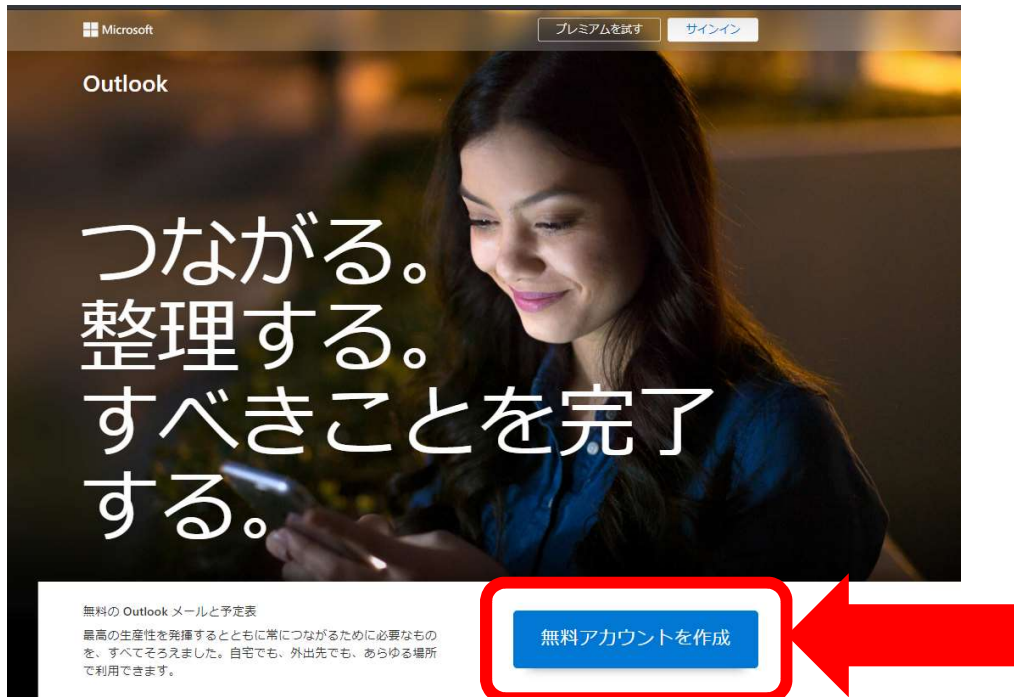 Microsoft
プレミアムを試す
サインイン
Outlook
つながる。
整理する。
すべきことを完了
する。
無料の Outlook メールと予定表
最高の生産性を発揮するとともに常につながるために必要なもの
を、すべてそろえました。自宅でも、外出先でも、あらゆる場所
で利用できます。
無料アカウントを作成